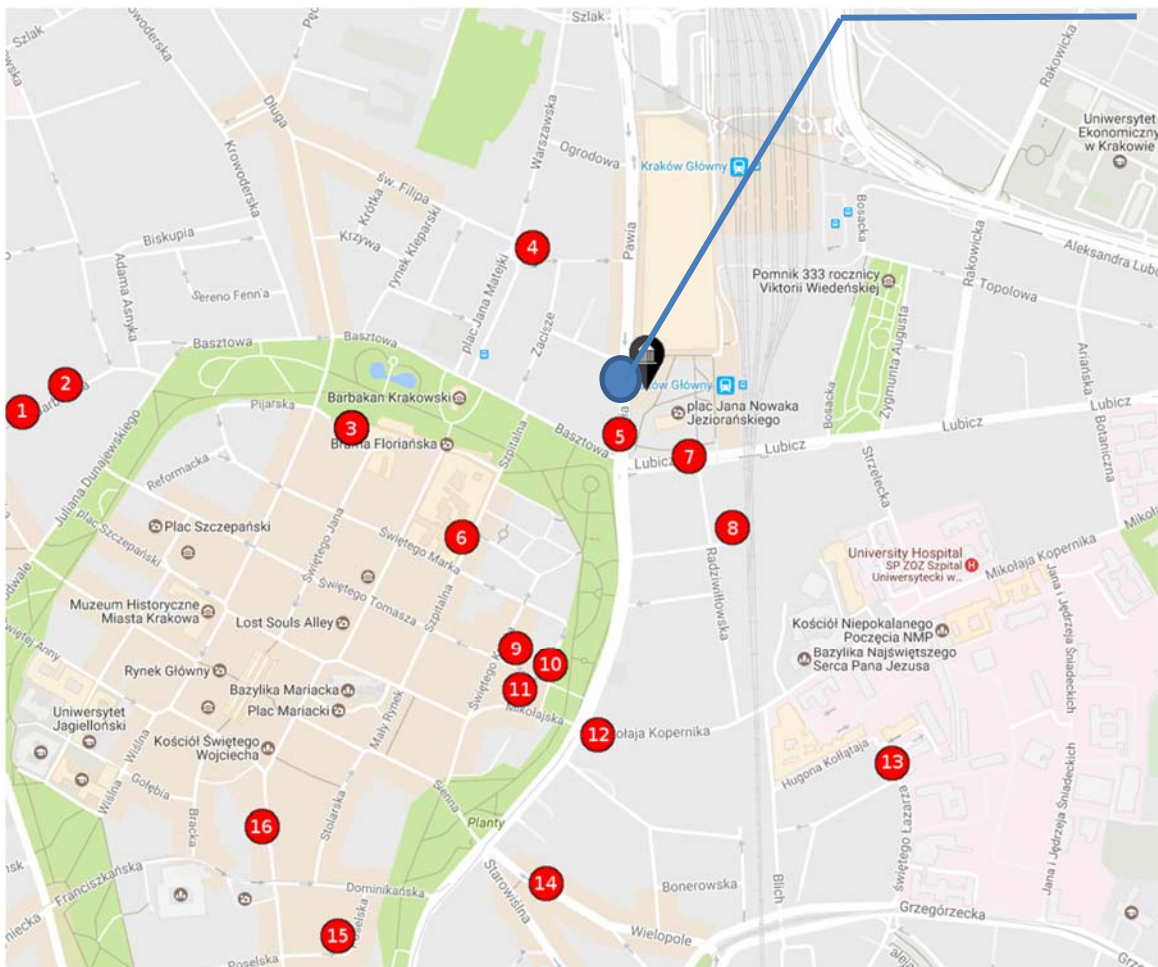 Szlak
Szlak
Krowoderska
Długa
Krowoderska
Warszawska
Ogrodowa
Kraków Główny
Pawia
Rakowicka
Uniwersytet
Ekonomiczny
w Krakowie
św. Filipa
Krótka
Krzywa
rynek Kleparski
4
Biskupia
Adama Asnyka
plac Jana Matejki
Zacisze
Bosacka
Rakowicka
Aleksandra Lubo
Pomnik 333 rocznicy
Viktorii Wiedeńskiej
Topolowa
Zygmunta Augusta
Basztowa
Basztowa
2
1
Pijarska
3
Barbakan Krakowski
Brama Floriańska
Szpitalna
Basztowa
5
plac Jana Nowaka
Jeziorańskiego
7
Lubicz
Lubicz
Lubicz
Lubicz
Bosacka
Ariańska
Botaniczna
Strzelecka
Juliana Dunajewskiego
Reformacka
Plac Szczepański
plac Szczepański
Świętego Jana
6
Świętego Marka
8
Radziwiłłowska
University Hospital
SP ZOZ Szpital
Uniwersytecki w...
Mikołaja Kopernika
Świętego Tomasza
Szpitalna
Muzeum Historyczne
Miasta Krakowa
Lost Souls Alley
Kościół Niepokalanego
Poczęcia NMP
Bazylika Najświętszego
Serca Pana Jezusa
Jana i Jędrzeja Śniadeckich
Rynek Główny
Bazylika Mariacka
Plac Mariacki
Mały Rynek
9
10
11
Mikołajska
12
Uniwersytet
Jagielloński
Kościół Świętego
Wojciecha
Wiślna
Hugona Kołłątaja
13
świętego Łazarza
Jana i Jędrzeja Śniadeckich
Gołębia
Wiślna
Bracka
16
Stolarska
Sienna
Planty
Starowiślna
14
Bonerowska
Blich
Franciszkańska
Dominikańska
Grzegórzecka
Wielopole
15
Poselska
Poselska